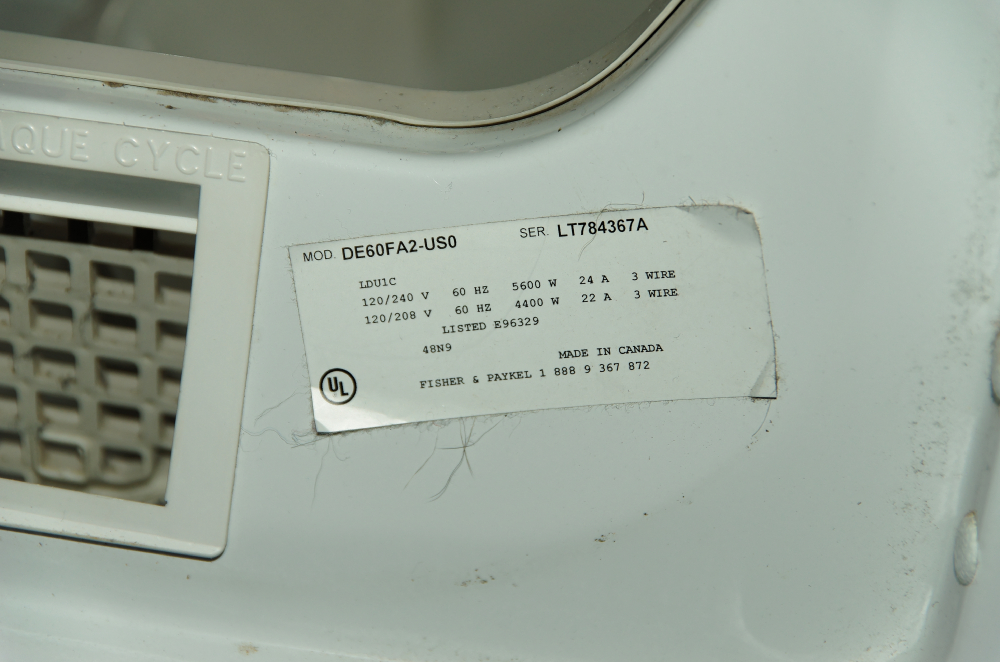 CYCLE
MOD. DE60FA2-US0 SER. LT784367A
LDU1C
120/240 V 60 HZ 5600 W 24 A 3 WIRE
120/208 V 60 HZ 4400 W 22 A 3 WIRE
LISTED E96329
48N9
MADE IN CANADA
UL
FISHER & PAYKEL 1 888 9 367 872